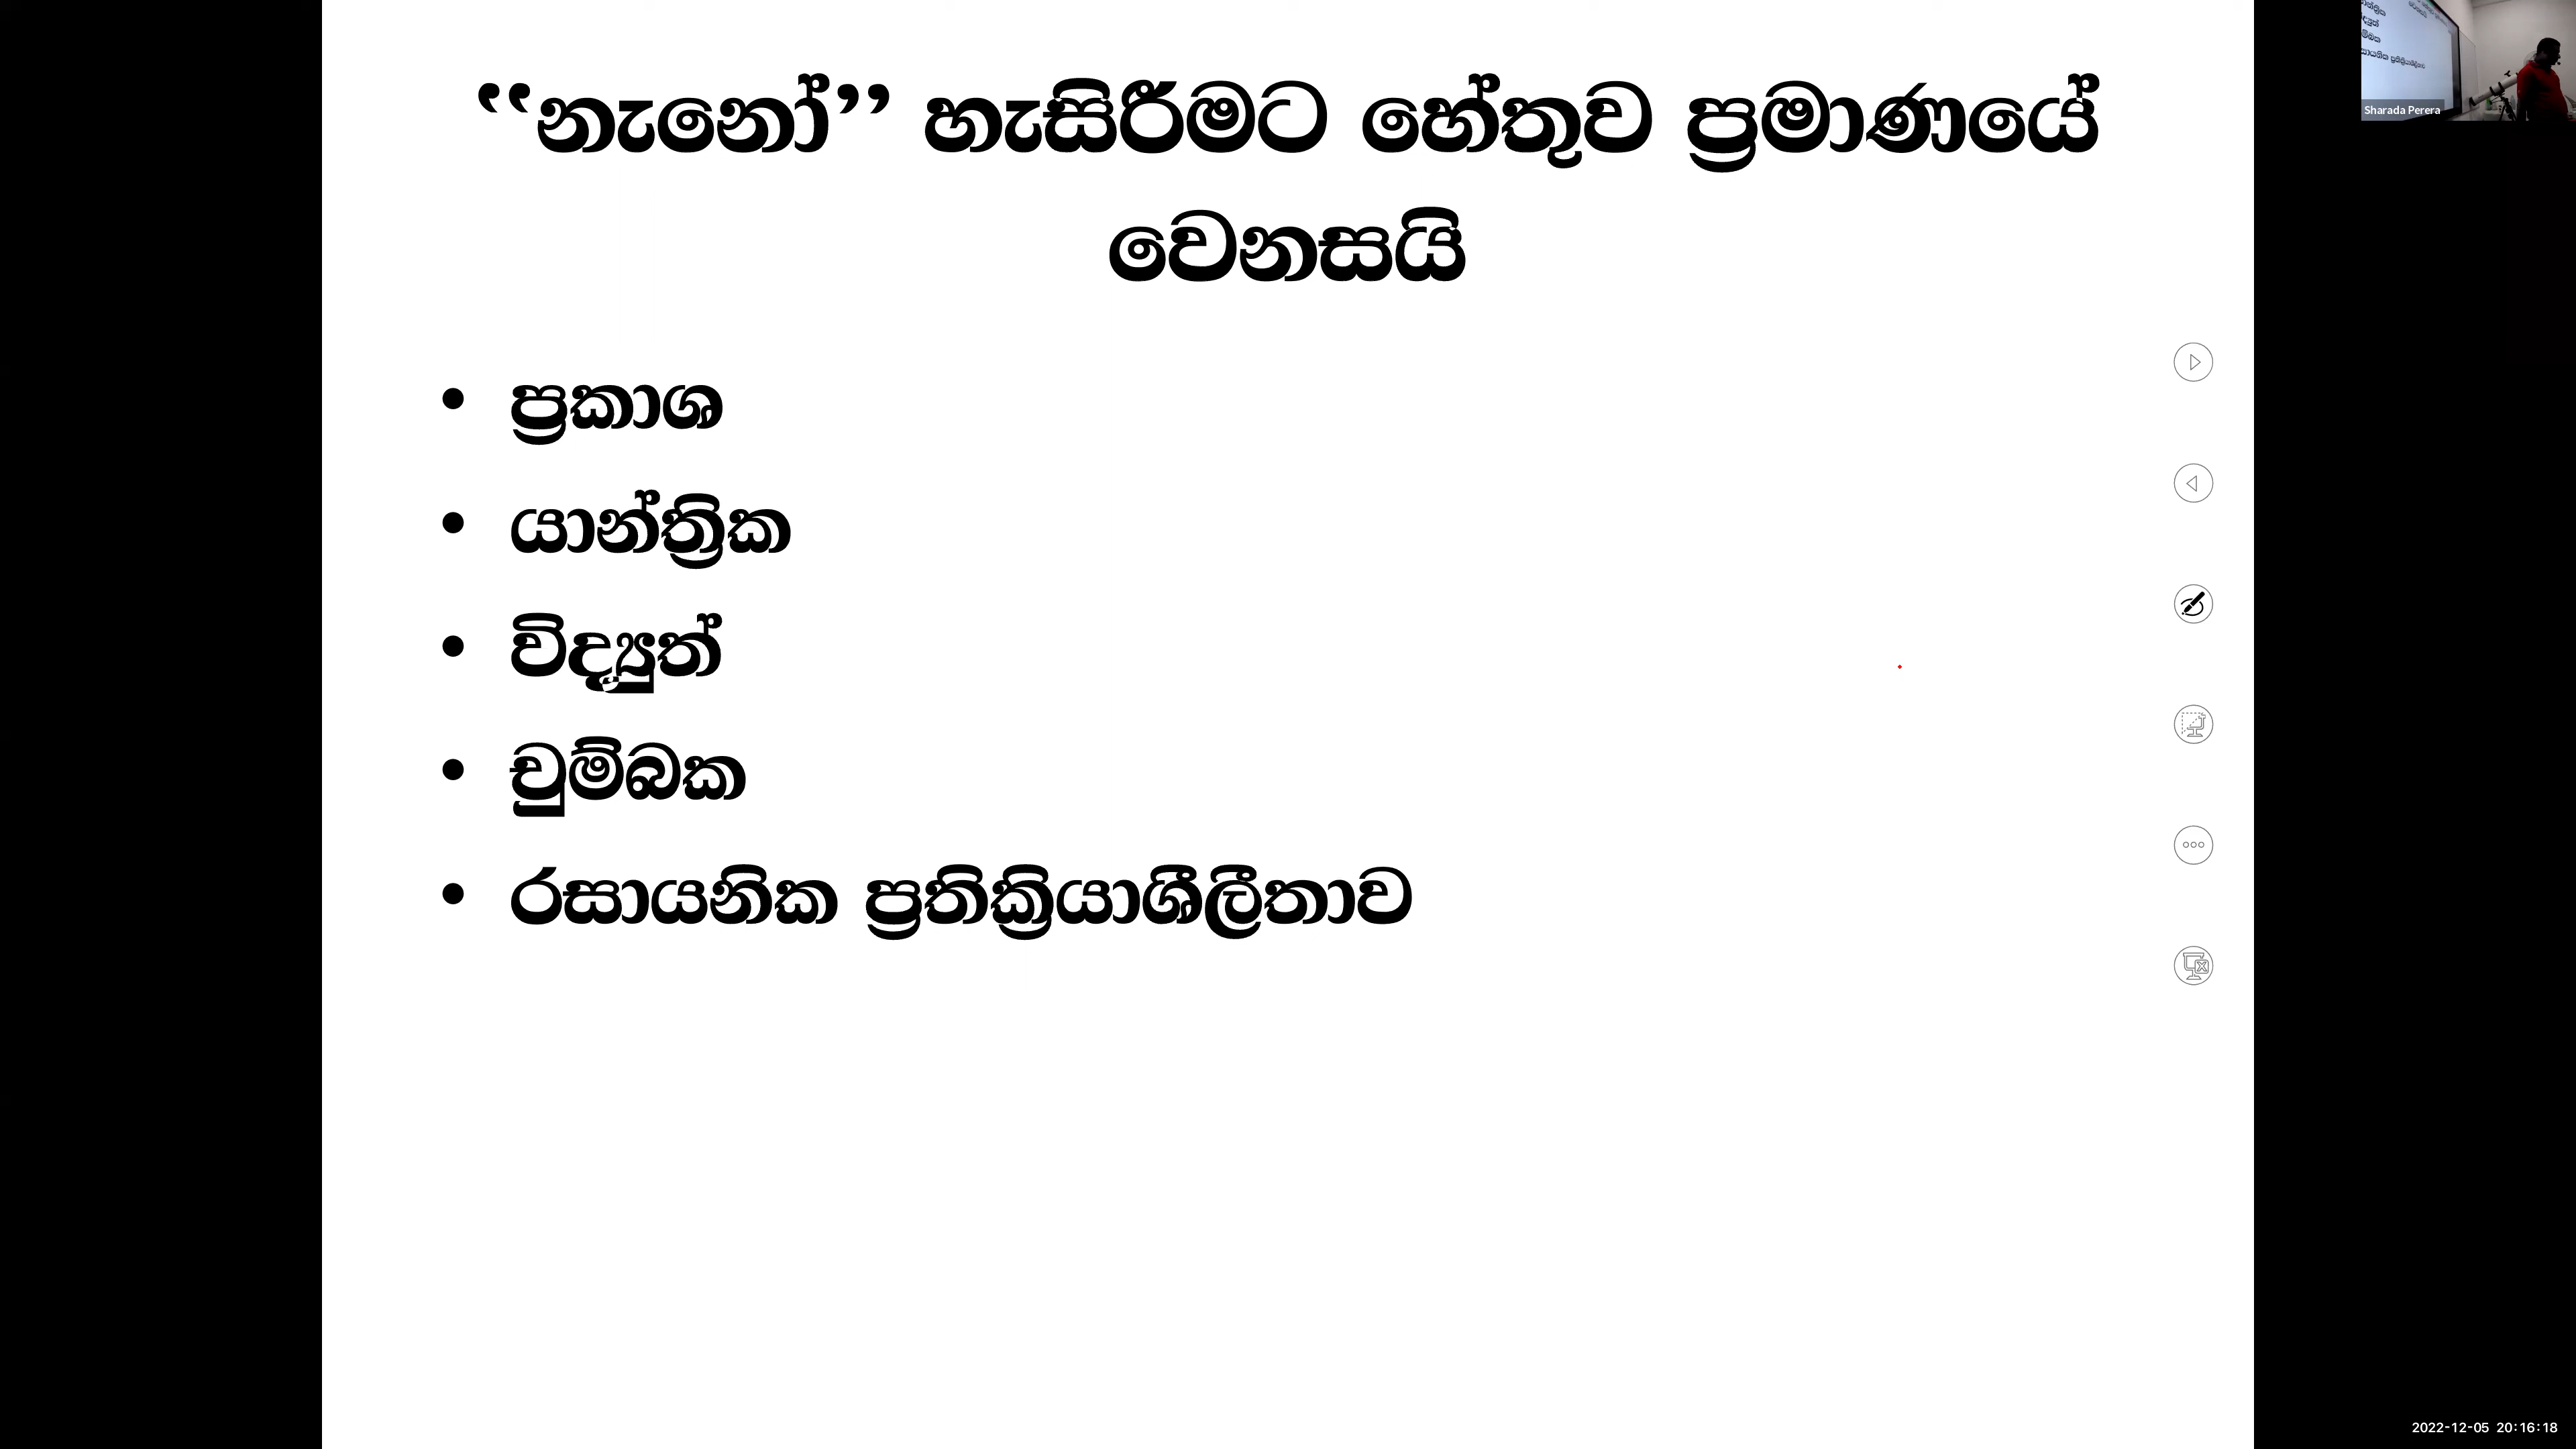 “නැනෝ” හැසිරීමට හේතුව ප්‍රමාණයේ
වෙනසයි
• ප්‍රකාශ
• යාන්ත්‍රික
• විද්‍යුත්
• චුම්බක
• රසායනික ප්‍රතික්‍රියාශීලීතාව
Sharada Perera
2022-12-05 20:16:18